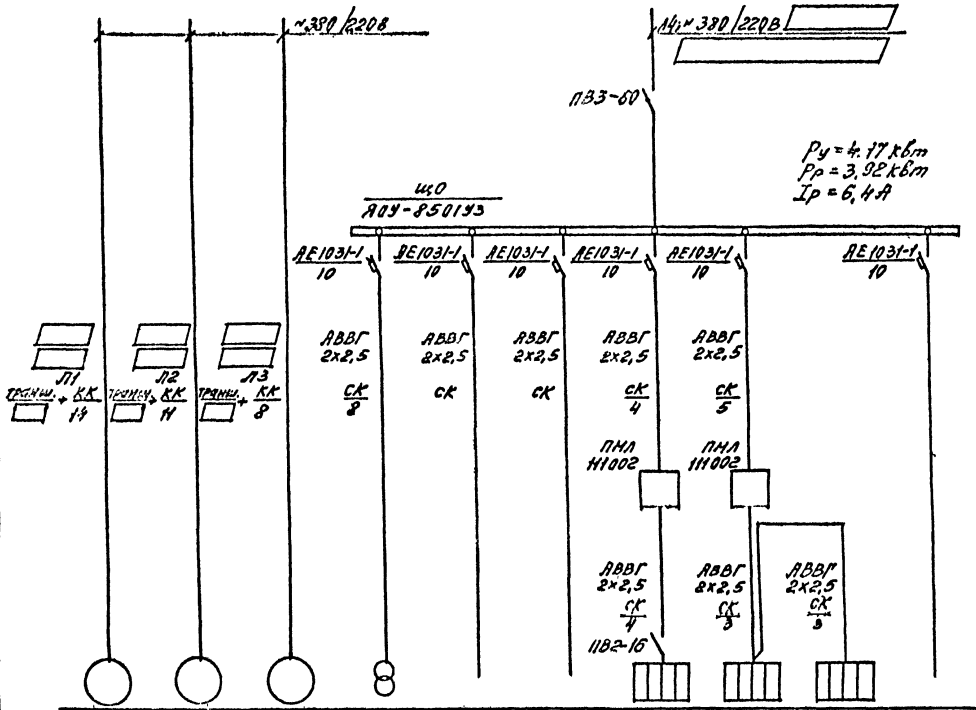 ~380/220В
Л4; ~380/220В
ПВ3-60
Ру = 4.17 кВт
Рр = 3,92 кВт
Iр = 6,4 А
ЩО
ЯОУ-8501У3
АЕ1031-1
10
АЕ1031-1
10
АЕ1031-1
10
АЕ1031-1
10
АЕ1031-1
10
АЕ1031-1
10
АВВГ
2х2,5
АВВГ
2х2,5
АВВГ
2х2,5
АВВГ
2х2,5
АВВГ
2х2,5
Л1
Л2
Л3
транш. + КК
14
транш. + КК
11
транш. + КК
8
СК
8
СК
СК
СК
4
СК
5
ПМЛ
111002
ПМЛ
111002
АВВГ
2х2,5
СК
4
АВВГ
2х2,5
СК
3
АВВГ
2х2,5
СК
3
ПВ2-16